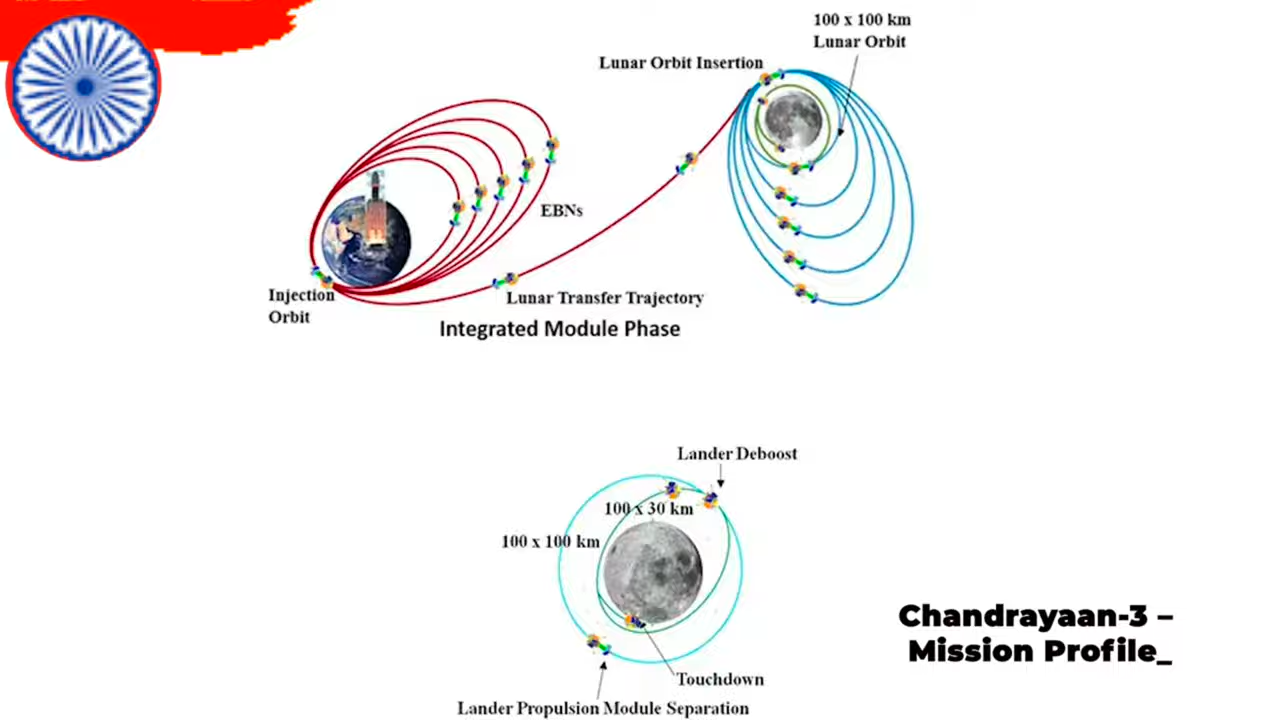 100 x 100 km
Lunar Orbit
Lunar Orbit Insertion
EBNs
Injection
Orbit
Lunar Transfer Trajectory
Integrated Module Phase
Lander Deboost
100 x 30 km
100 x 100 km
Chandrayaan-3 –
Mission Profile_
Touchdown
Lander Propulsion Module Separation